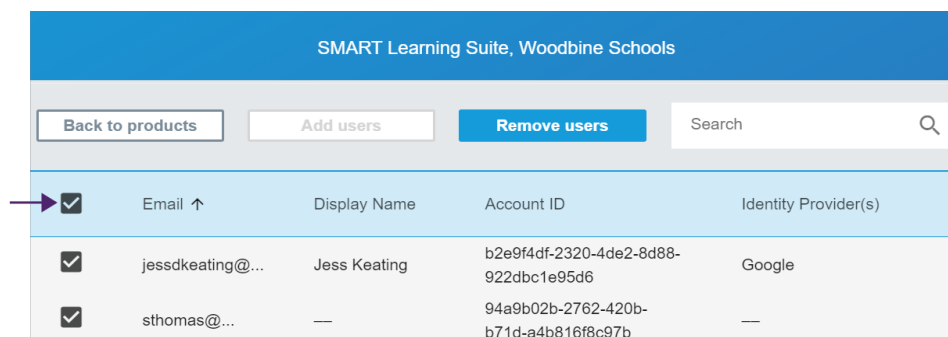 SMART Learning Suite, Woodbine Schools
Back to products Add users Remove users Search
Email ↑ Display Name Account ID Identity Provider(s)
jessdkeating@... Jess Keating b2e9f4df-2320-4de2-8d88-
922dbc1e95d6 Google
sthomas@... — 94a9b02b-2762-420b-
b71d-a4b816f8c97b —